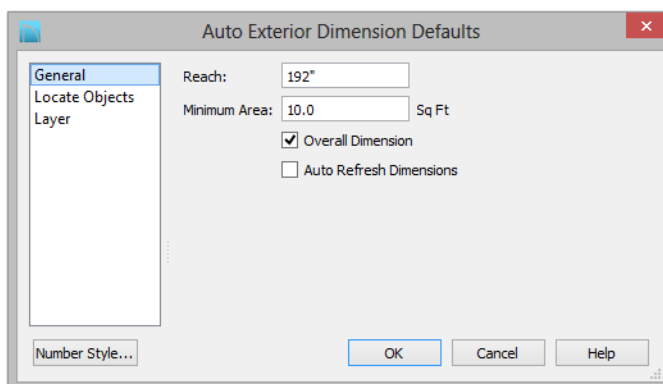 Auto Exterior Dimension Defaults
General
Locate Objects
Layer
Reach: 192"
Minimum Area: 10.0 Sq Ft
Overall Dimension
Auto Refresh Dimensions
Number Style... OK Cancel Help